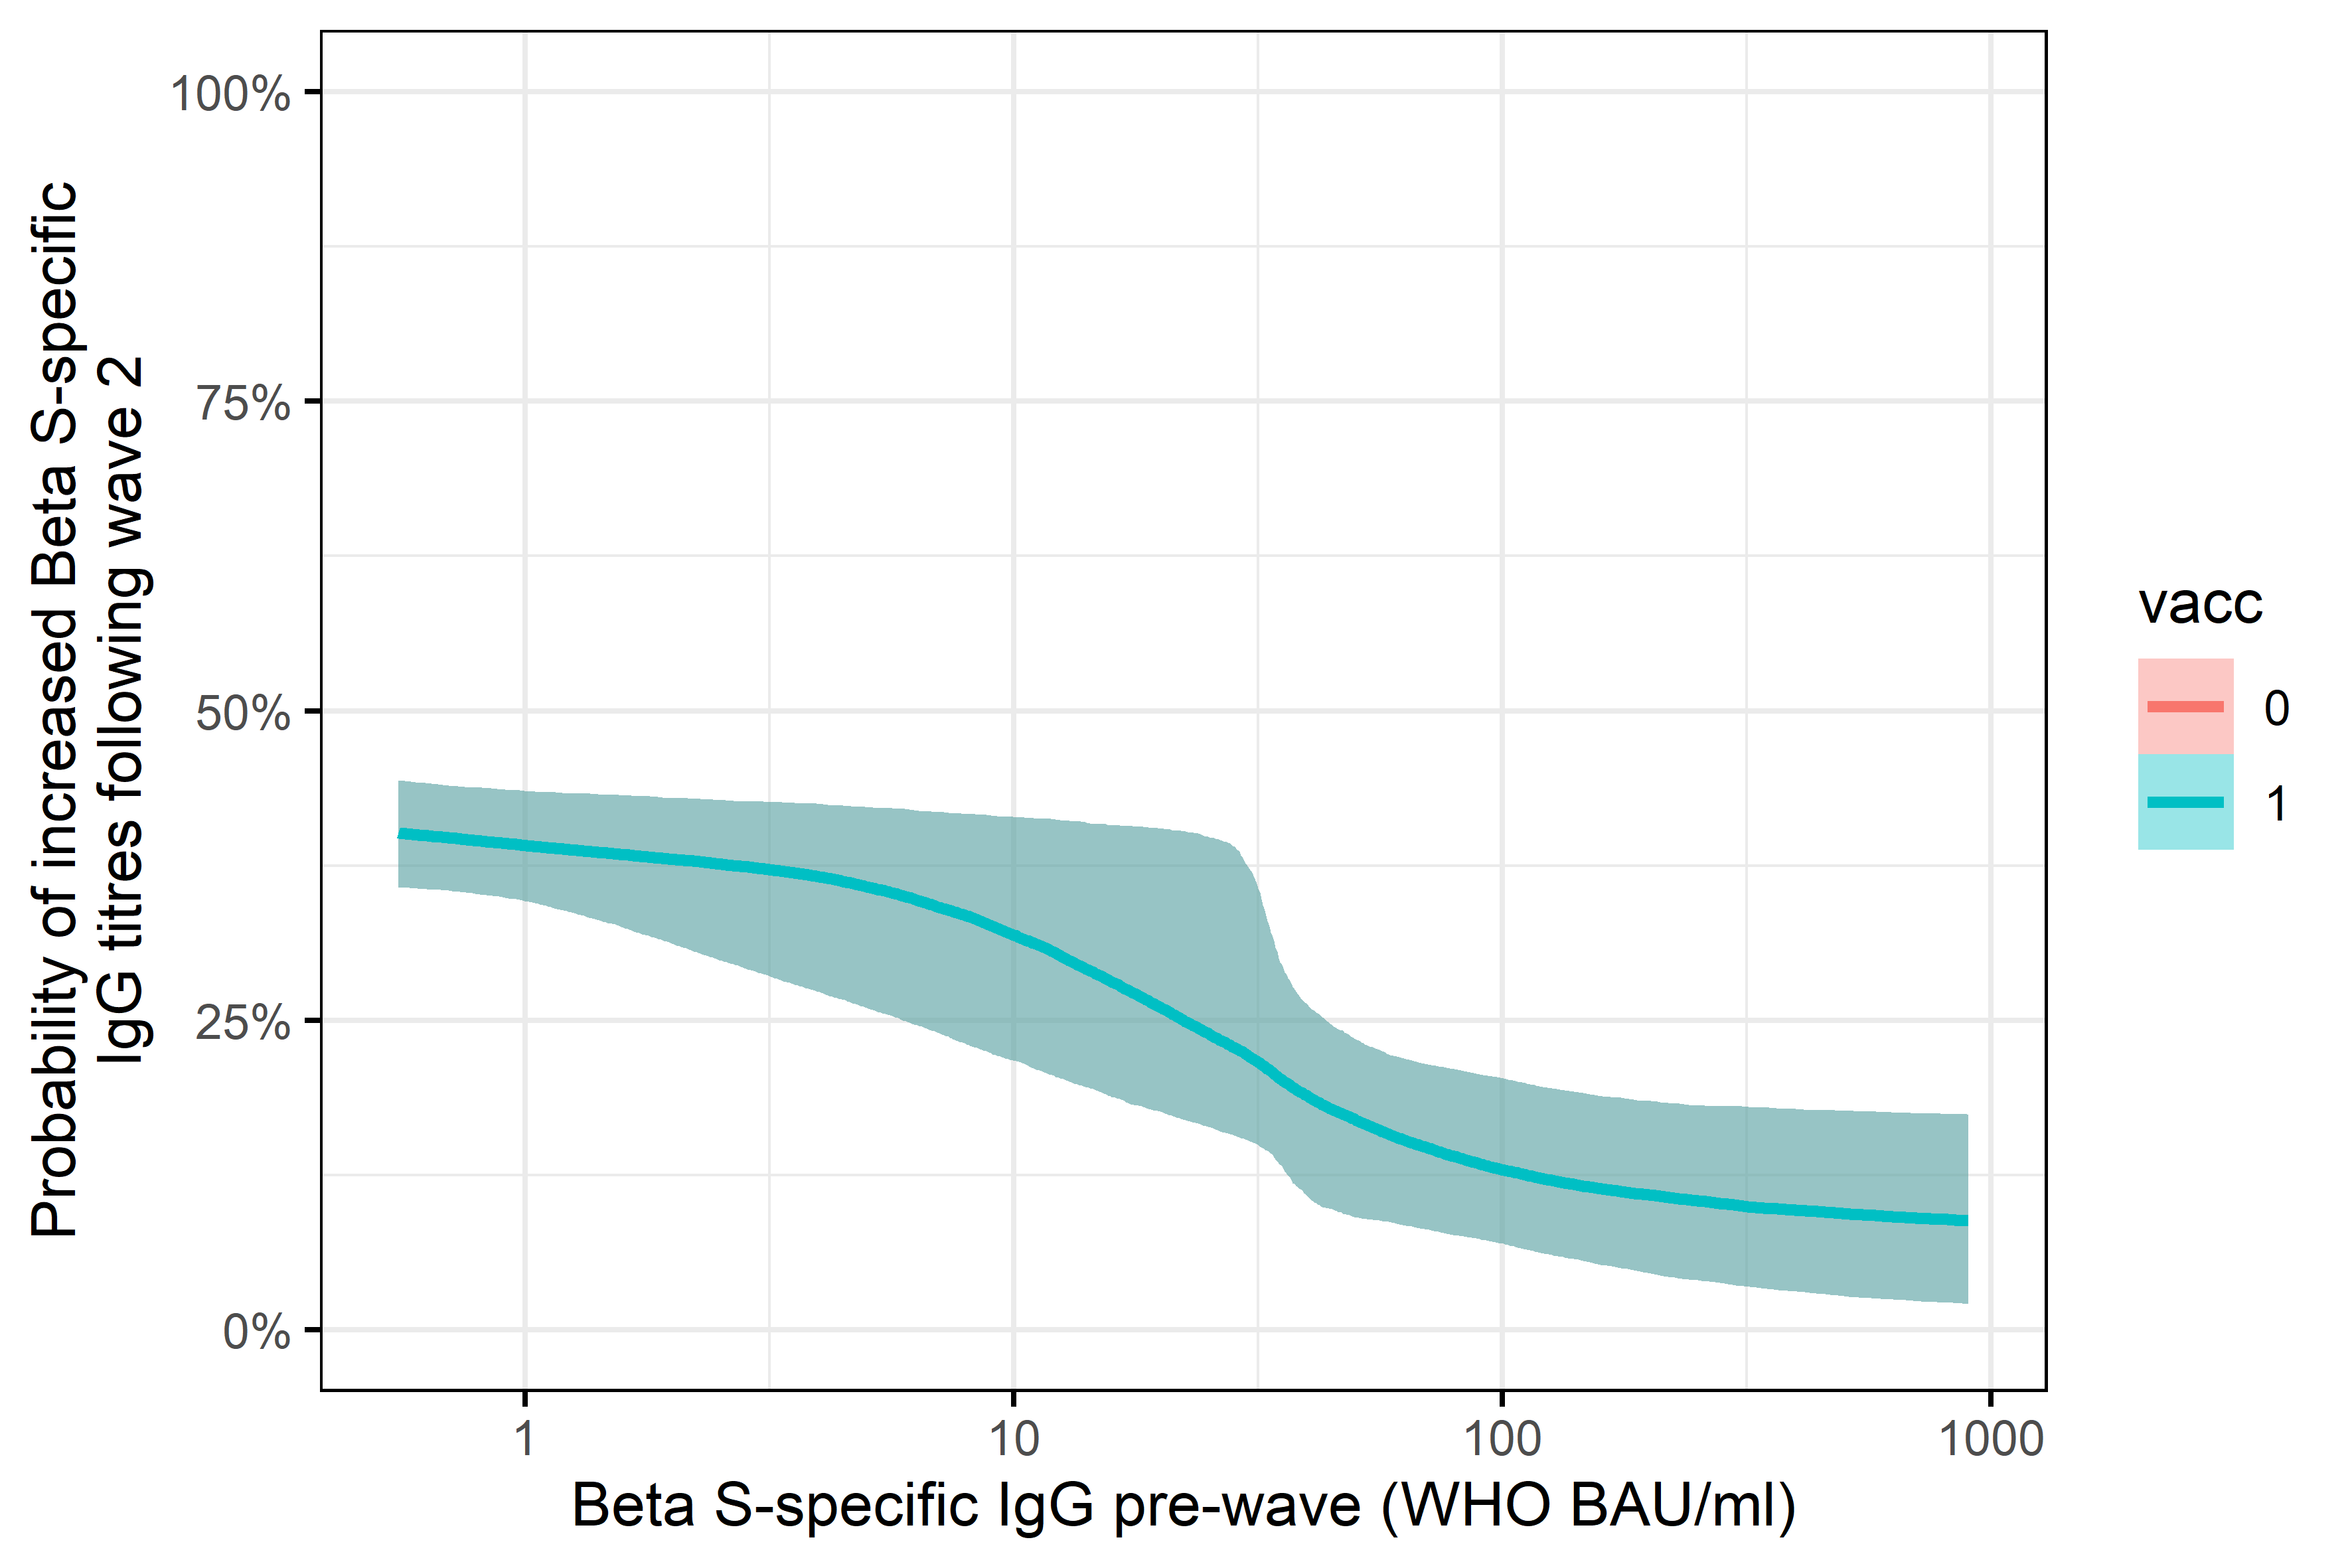 Probability of increased Beta S-specific
IgG titres following wave 2
100%
75%
50%
25%
0%
1
10
100
1000
Beta S-specific IgG pre-wave (WHO BAU/ml)
vacc
0
1